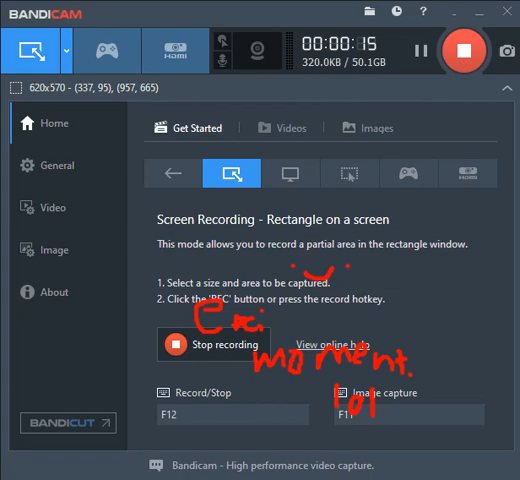 BANDICAM
HDMI
00:00:15
320.0KB / 50.1GB
620x570 - (337, 95), (957, 665)
Home
General
Video
Image
About
BANDICUT
Get Started
Videos
Images
HDMI
Screen Recording - Rectangle on a screen
This mode allows you to record a partial area in the rectangle window.
1. Select a size and area to be captured.
2. Click the 'REC' button or press the record hotkey.
Stop recording
View online help
Exi
moment.
lol
Record/Stop
Image capture
F12
F11
Bandicam - High performance video capture.